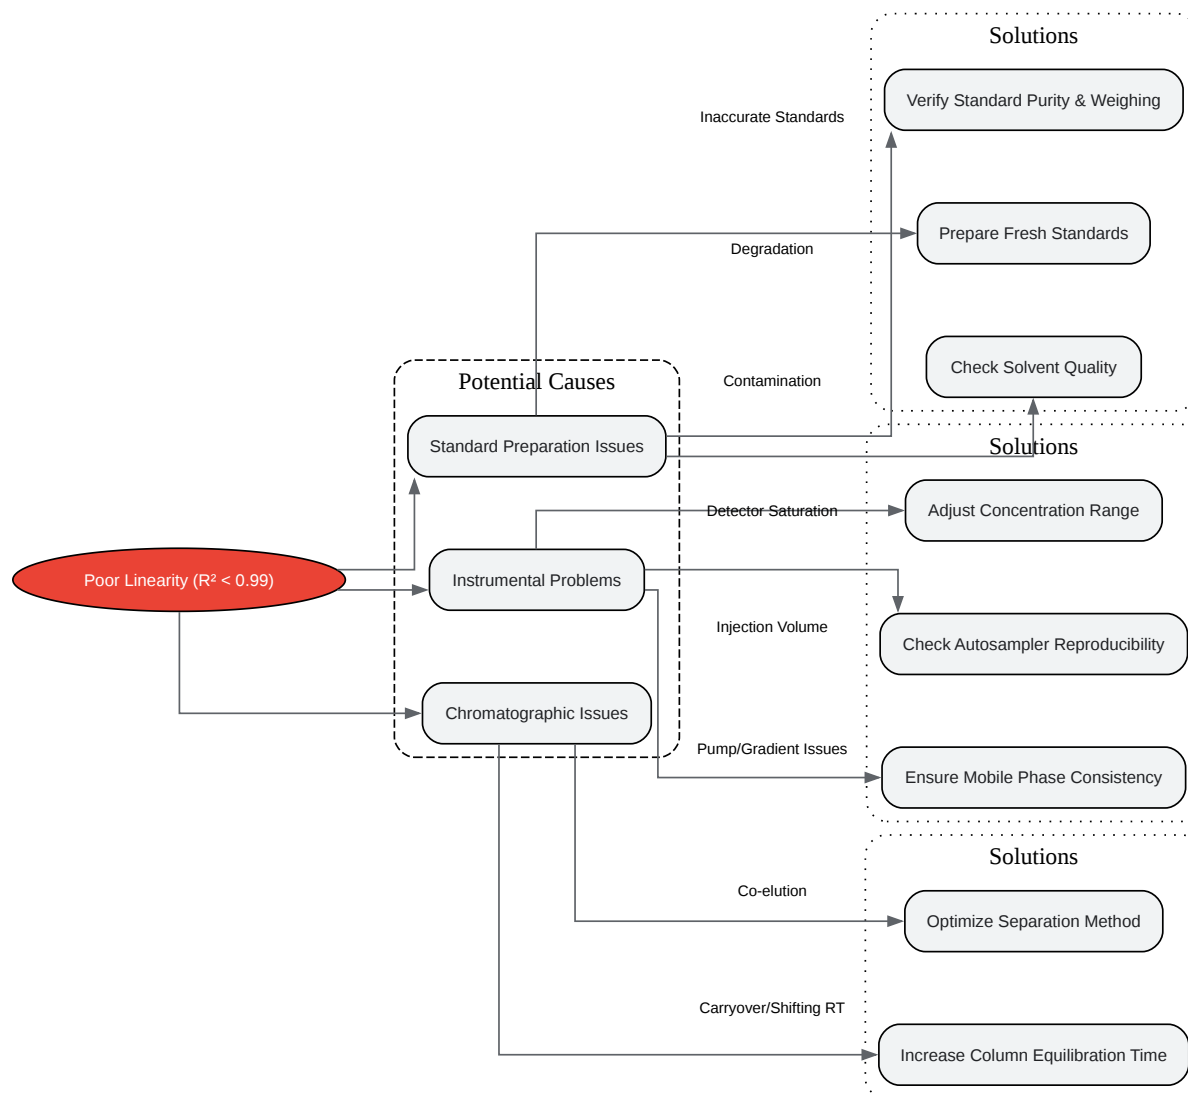 Solutions
Verify Standard Purity & Weighing
Inaccurate Standards
Prepare Fresh Standards
Degradation
Check Solvent Quality
Contamination
Potential Causes
Standard Preparation Issues
Solutions
Adjust Concentration Range
Detector Saturation
Poor Linearity (R² < 0.99)
Instrumental Problems
Injection Volume
Check Autosampler Reproducibility
Chromatographic Issues
Pump/Gradient Issues
Ensure Mobile Phase Consistency
Solutions
Co-elution
Optimize Separation Method
Carryover/Shifting RT
Increase Column Equilibration Time